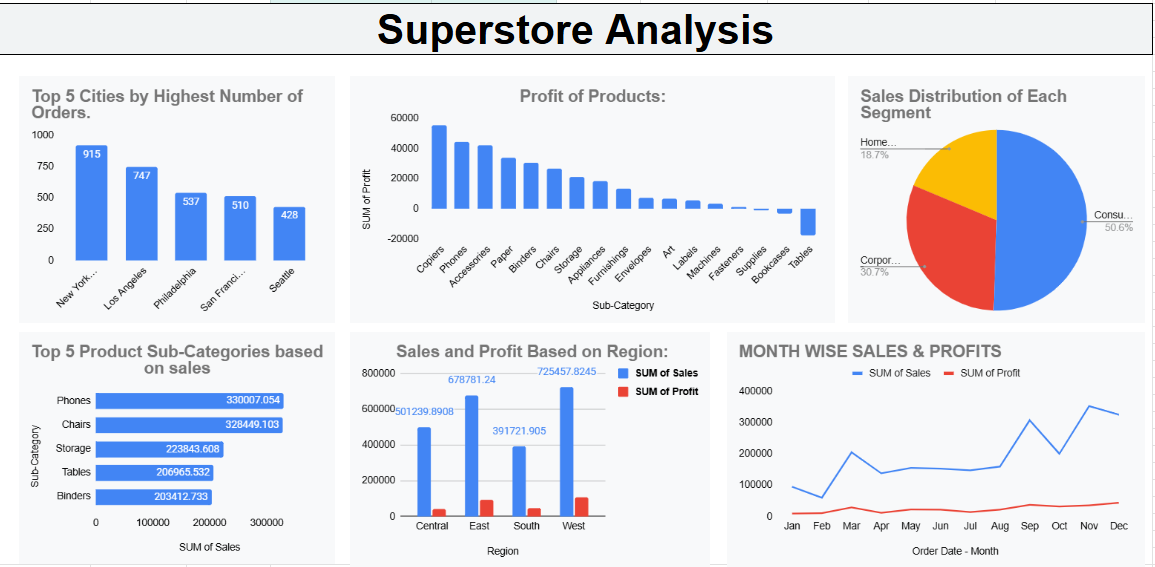 Superstore Analysis
Top 5 Cities by Highest Number of
Orders.
1000
750
500
250
0
915
747
537
510
428
New York…
Los Angeles
Philadelphia
San Franci…
Seattle
Profit of Products:
SUM of Profit
60000
40000
20000
0
-20000
Copiers
Phones
Accessories
Paper
Binders
Chairs
Storage
Appliances
Furnishings
Envelopes
Art
Labels
Machines
Fasteners
Supplies
Bookcases
Tables
Sub-Category
Sales Distribution of Each
Segment
Home…
18.7%
Consu…
50.6%
Corpor…
30.7%
Top 5 Product Sub-Categories based
on sales
Sub-Category
Phones
330007.054
Chairs
328449.103
Storage
223843.608
Tables
206965.532
Binders
203412.733
0
100000
200000
300000
SUM of Sales
Sales and Profit Based on Region:
SUM of Sales
SUM of Profit
800000
600000
400000
200000
0
501239.8908
678781.24
391721.905
725457.8245
Central
East
South
West
Region
MONTH WISE SALES & PROFITS
SUM of Sales
SUM of Profit
400000
300000
200000
100000
0
Jan
Feb
Mar
Apr
May
Jun
Jul
Aug
Sep
Oct
Nov
Dec
Order Date - Month